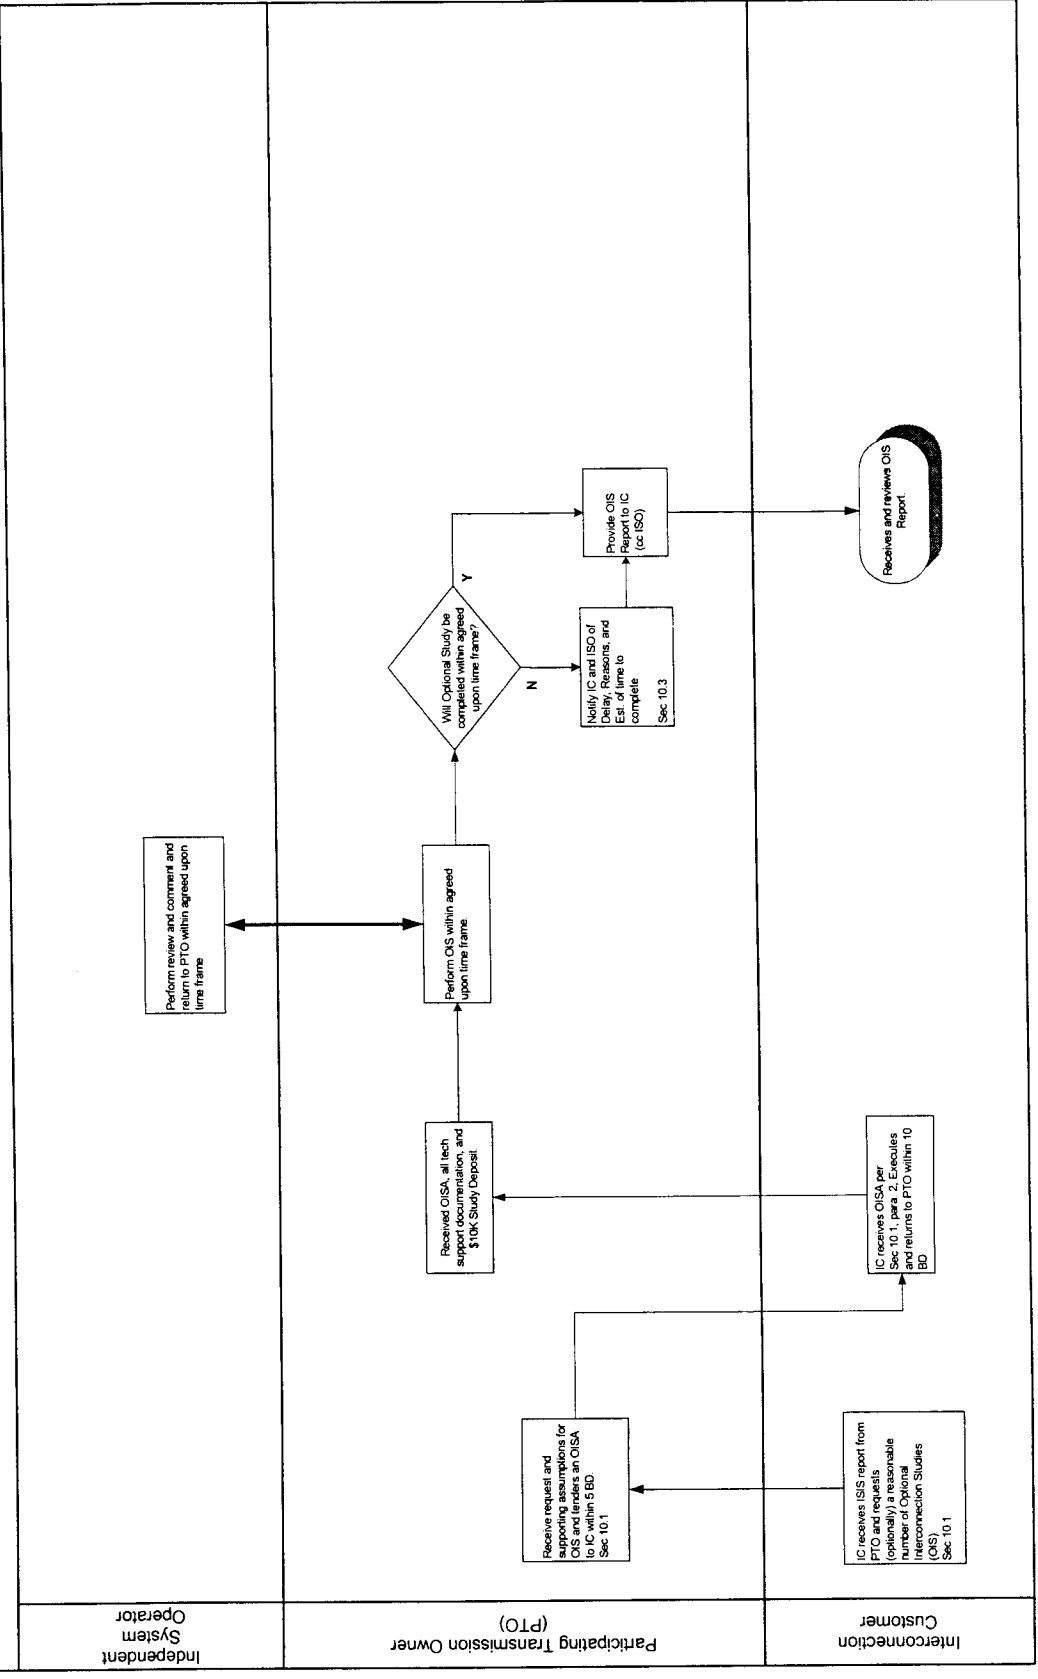 Independent
System
Operator
Perform review and comment and
return to PTO within agreed upon
time frame
Participating Transmission Owner
(PTO)
Receive request and
supporting assumptions for
OIS and tenders an OISA
to IC within 5 BD.
Sec 10.1
Received OISA, all tech
support documentation, and
$10K Study Deposit
Perform OIS within agreed
upon time frame
Will Optional Study be
completed within agreed
upon time frame?
Y
N
Notify IC and ISO of
Delay, Reasons, and
Est. of time to
complete
Sec 10.3
Provide OIS
Report to IC
(cc ISO)
Interconnection
Customer
IC receives ISIS report from
PTO and requests
(optionally) a reasonable
number of Optional
Interconnection Studies
(OIS)
Sec 10.1
IC receives OISA per
Sec 10.1, para. 2, Executes
and returns to PTO within 10
BD
Receives and reviews OIS
Report.